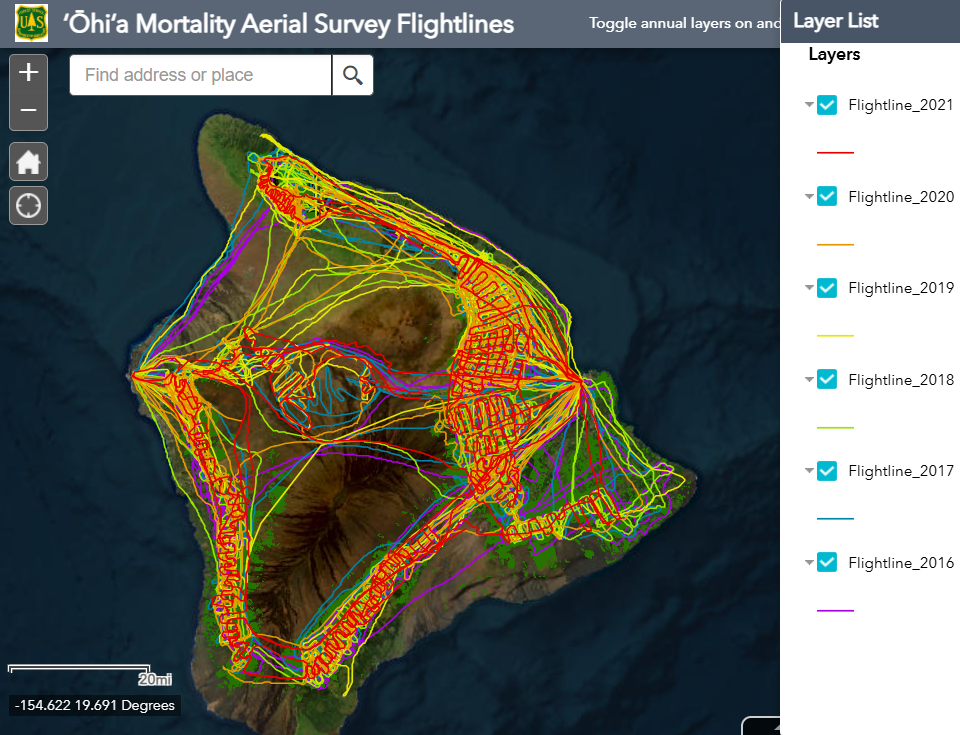 ʻŌhiʻa Mortality Aerial Survey Flightlines
Toggle annual layers on and
Layer List
Find address or place
Layers
Flightline_2021
Flightline_2020
Flightline_2019
Flightline_2018
Flightline_2017
Flightline_2016
20mi
-154.622 19.691 Degrees